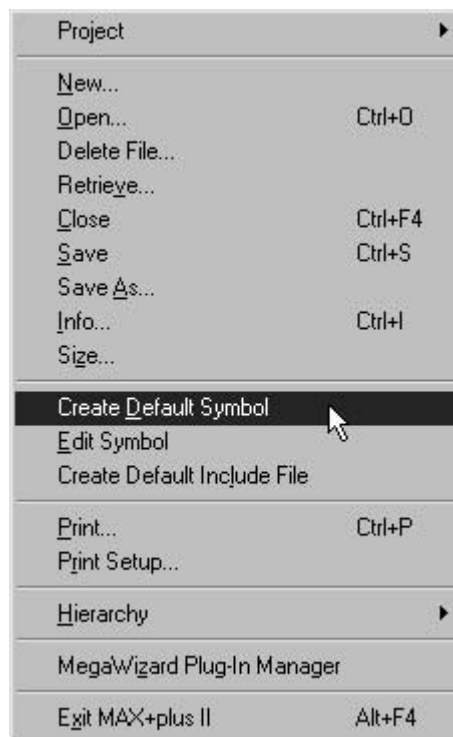 Project
New...
Open... Ctrl+O
Delete File...
Retrieve...
Close Ctrl+F4
Save Ctrl+S
Save As...
Info... Ctrl+I
Size...
Create Default Symbol
Edit Symbol
Create Default Include File
Print... Ctrl+P
Print Setup...
Hierarchy
MegaWizard Plug-In Manager
Exit MAX+plus II Alt+F4